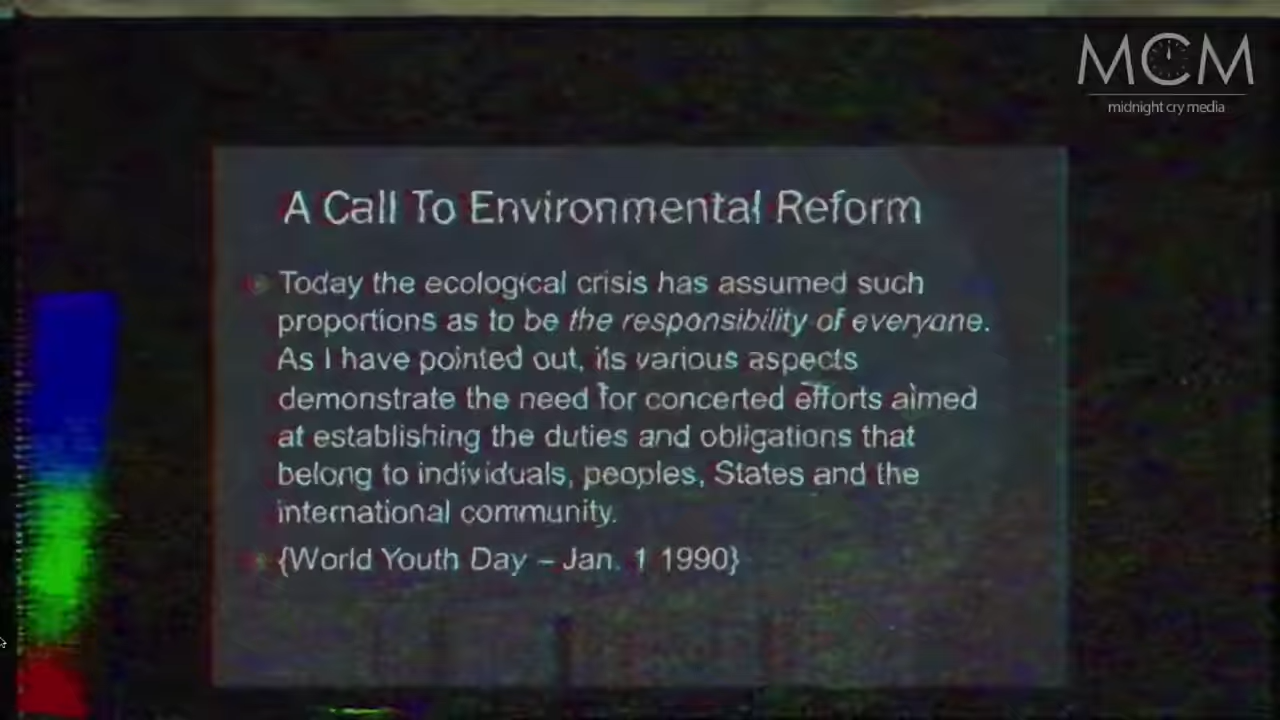 MCM
midnight cry media
A Call To Environmental Reform
Today the ecological crisis has assumed such
proportions as to be the responsibility of everyone.
As I have pointed out, its various aspects
demonstrate the need for concerted efforts aimed
at establishing the duties and obligations that
belong to individuals, peoples, States and the
international community.
{World Youth Day – Jan. 1 1990}